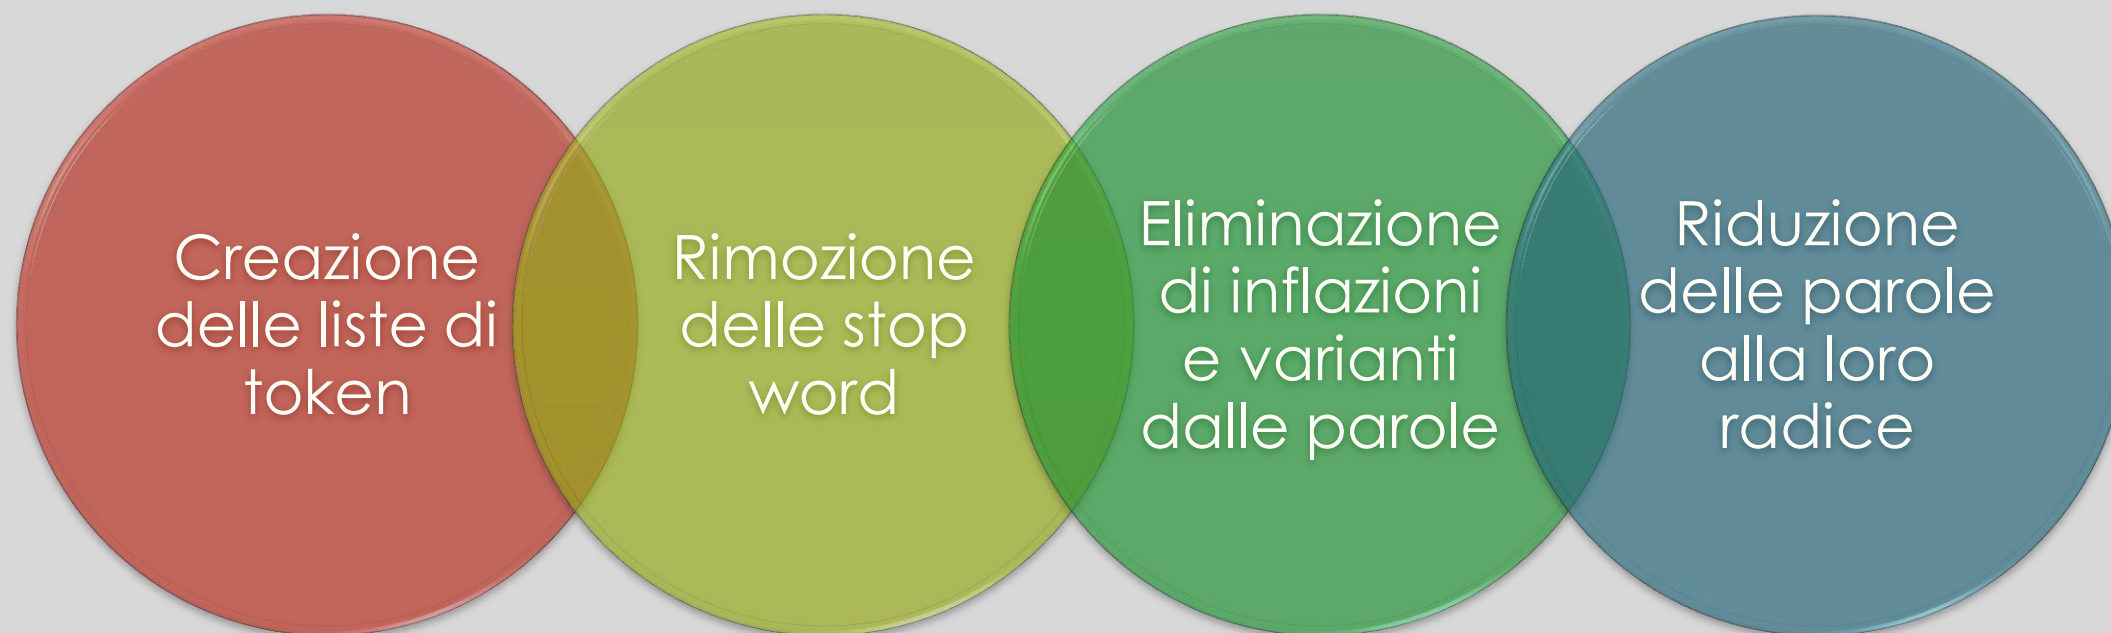 Creazione
delle liste di
token
Rimozione
delle stop
word
Eliminazione
di inflazioni
e varianti
dalle parole
Riduzione
delle parole
alla loro
radice